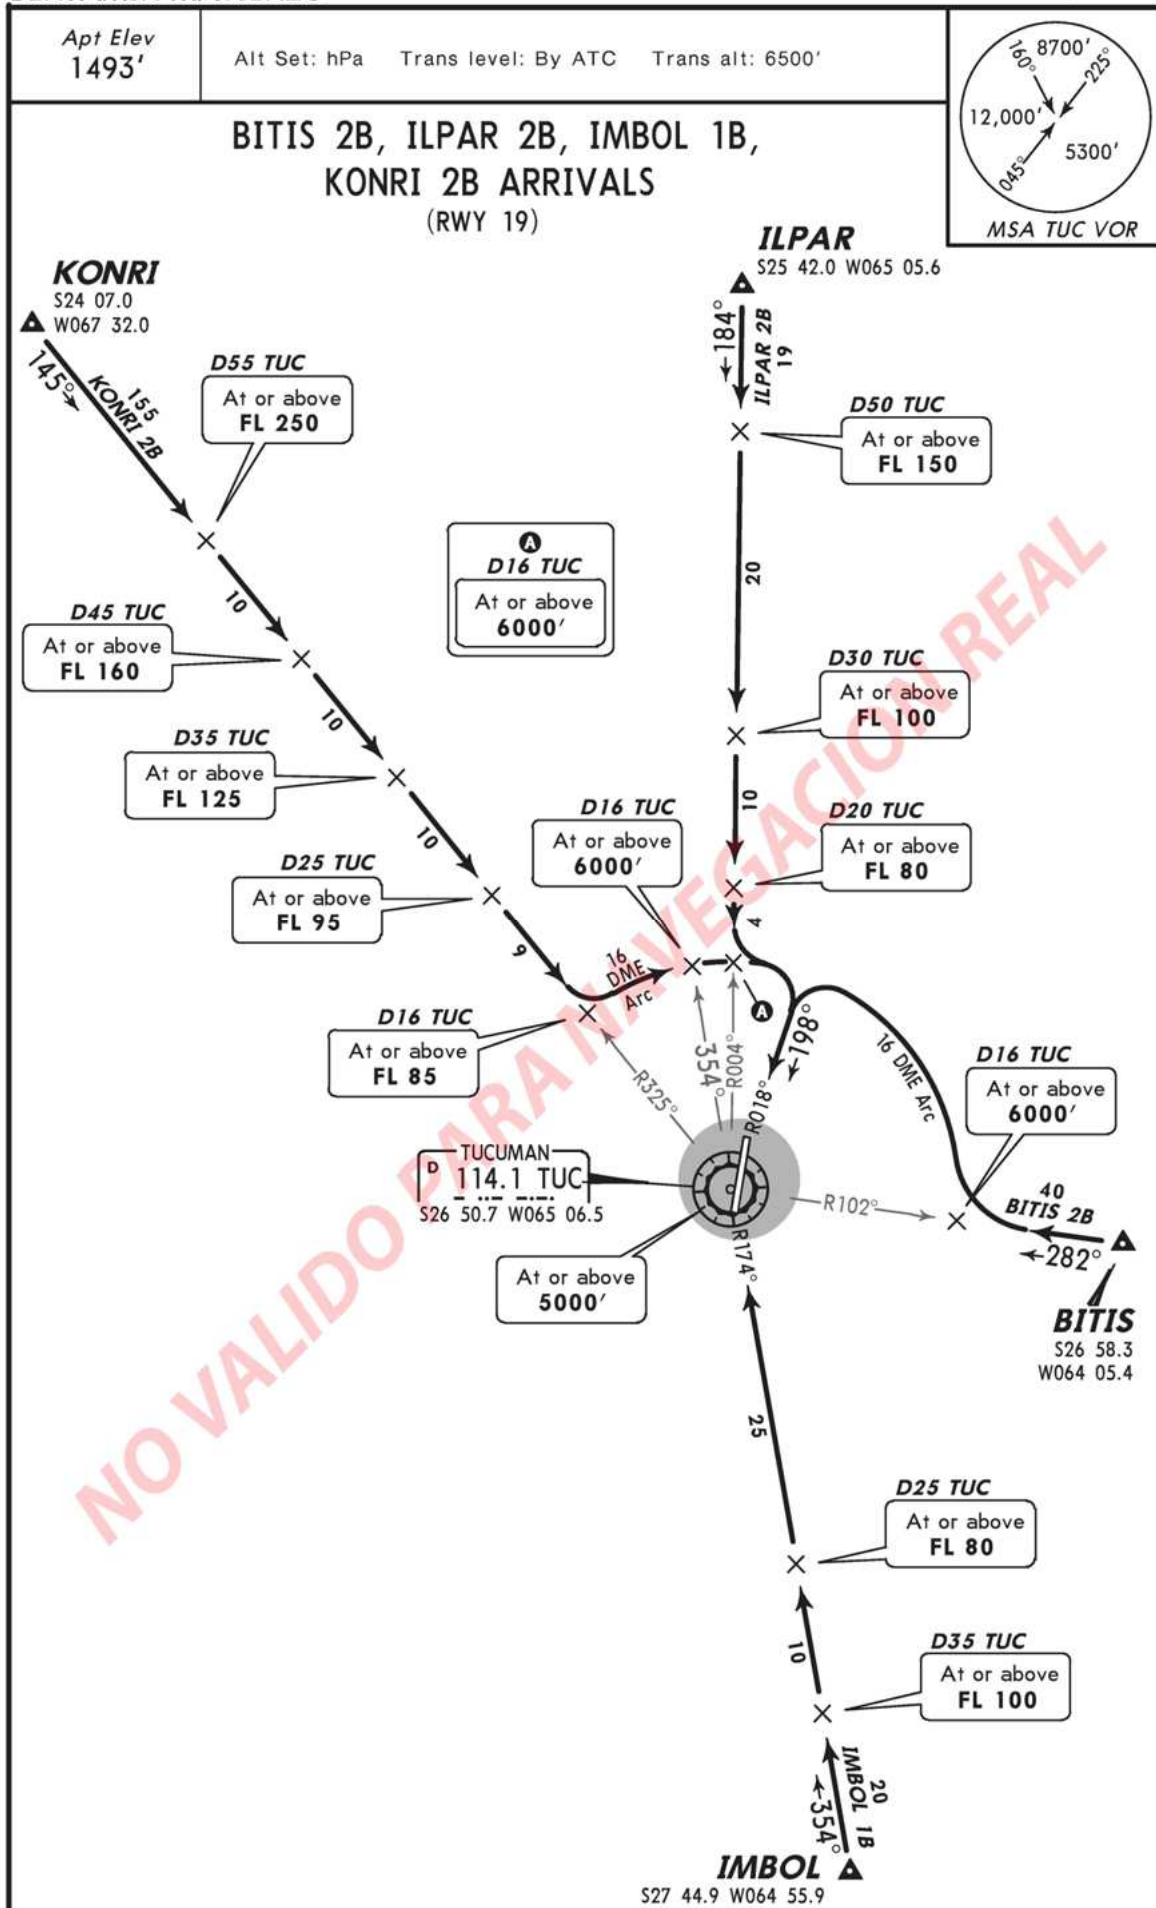 Apt Elev
1493'
Alt Set: hPa Trans level: By ATC Trans alt: 6500'
160°
8700'
225°
12,000'
5300'
045°
MSA TUC VOR
BITIS 2B, ILPAR 2B, IMBOL 1B,
KONRI 2B ARRIVALS
(RWY 19)
KONRI
S24 07.0
W067 32.0
145°
155
KONRI 2B
D55 TUC
At or above
FL 250
ILPAR
S25 42.0 W065 05.6
184°
ILPAR 2B
19
D50 TUC
At or above
FL 150
10
A
D16 TUC
At or above
6000'
20
D45 TUC
At or above
FL 160
10
D30 TUC
At or above
FL 100
D35 TUC
At or above
FL 125
10
10
D20 TUC
At or above
FL 80
D16 TUC
At or above
6000'
D25 TUC
At or above
FL 95
9
4
16
DME
Arc
D16 TUC
At or above
FL 85
A
198°
16 DME Arc
D16 TUC
At or above
6000'
R325°
354°
R004°
R018°
TUCUMAN
D 114.1 TUC
S26 50.7 W065 06.5
R102°
40
BITIS 2B
282°
BITIS
S26 58.3
W064 05.4
At or above
5000'
R174°
25
D25 TUC
At or above
FL 80
10
D35 TUC
At or above
FL 100
20
IMBOL 1B
354°
IMBOL
S27 44.9 W064 55.9
NO VALIDO PARA NAVEGACION REAL